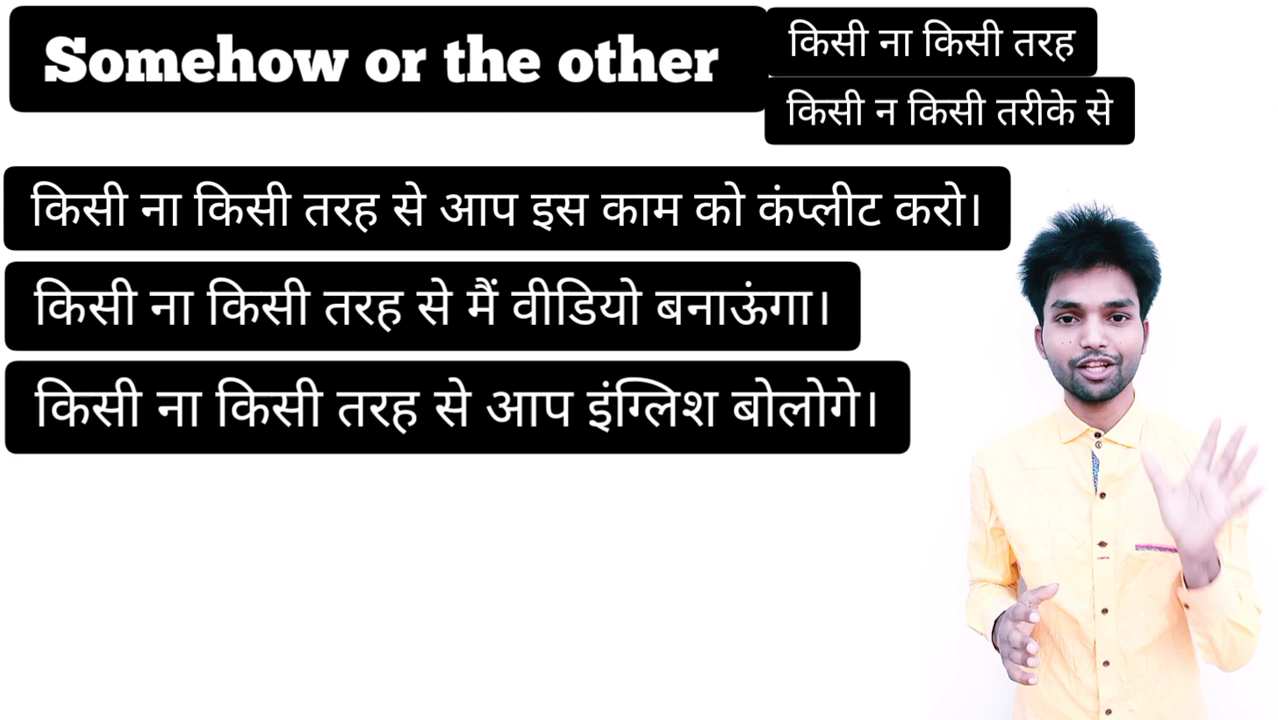 Somehow or the other
किसी ना किसी तरह
किसी न किसी तरीके से
किसी ना किसी तरह से आप इस काम को कंप्लीट करो।
किसी ना किसी तरह से मैं वीडियो बनाऊंगा।
किसी ना किसी तरह से आप इंग्लिश बोलोगे।